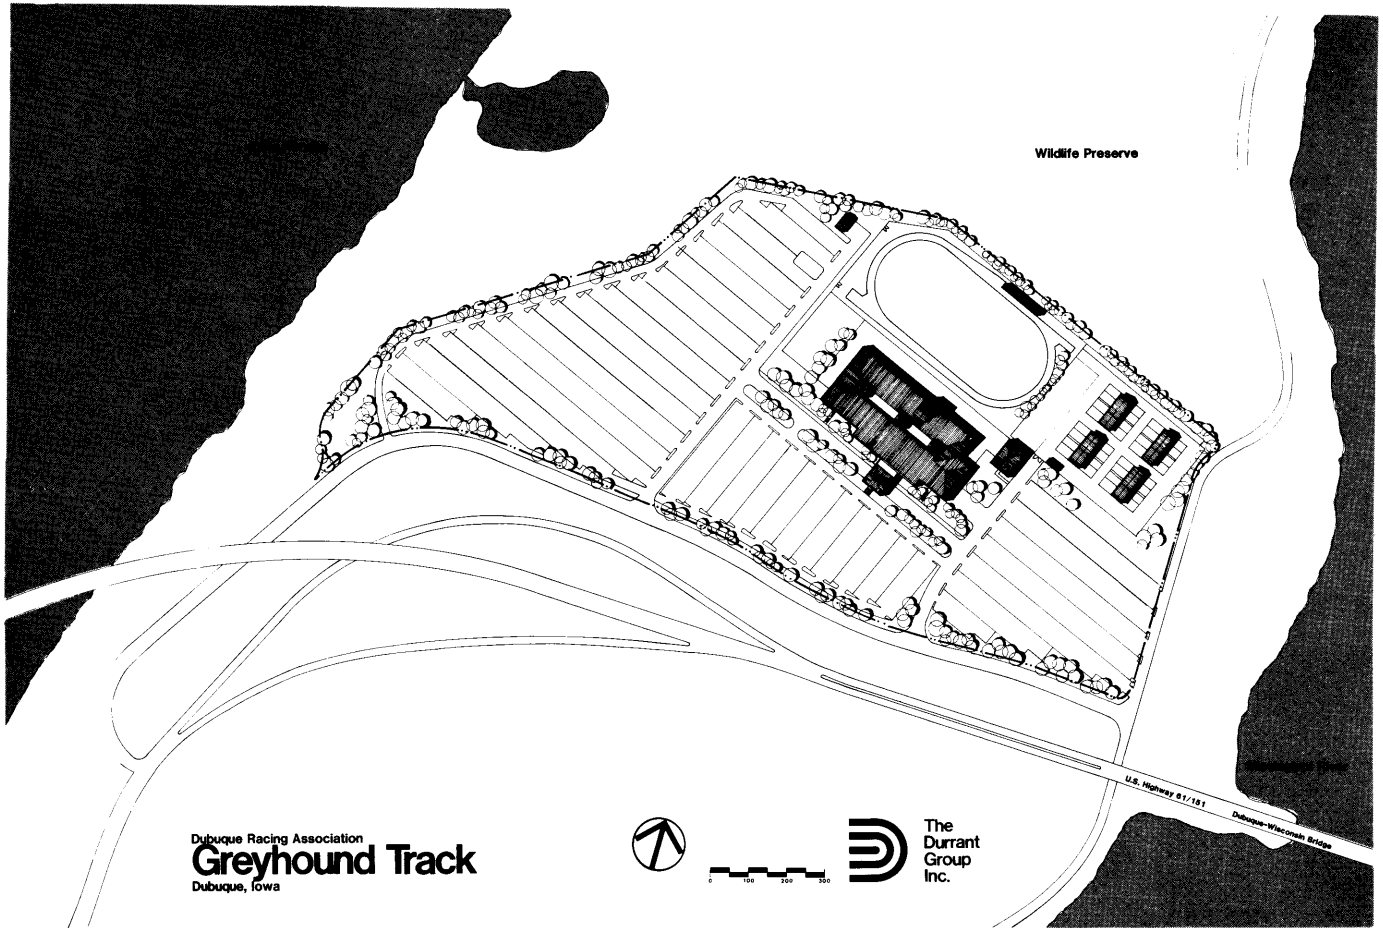 Wildlife Preserve
U.S. Highway 61/151
Dubuque-Wisconsin Bridge
Dubuque Racing Association
Greyhound Track
Dubuque, Iowa
0 100 200 300
The
Durrant
Group
Inc.